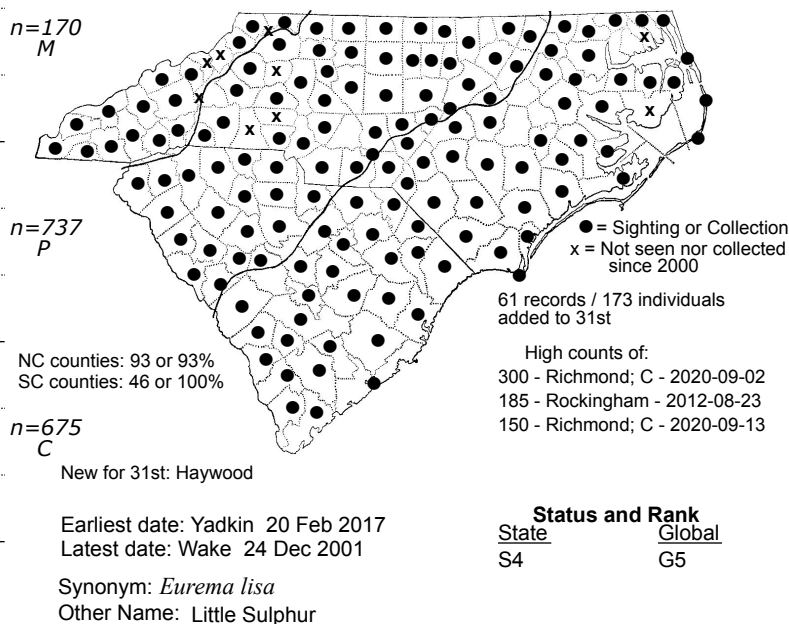 n=170
M
n=737
P
n=675
C
● = Sighting or Collection
x = Not seen nor collected
since 2000
61 records / 173 individuals
added to 31st
NC counties: 93 or 93%
SC counties: 46 or 100%
High counts of:
300 - Richmond; C - 2020-09-02
185 - Rockingham - 2012-08-23
150 - Richmond; C - 2020-09-13
New for 31st: Haywood
Earliest date: Yadkin 20 Feb 2017
Latest date: Wake 24 Dec 2001
Status and Rank
State Global
S4 G5
Synonym: Eurema lisa
Other Name: Little Sulphur